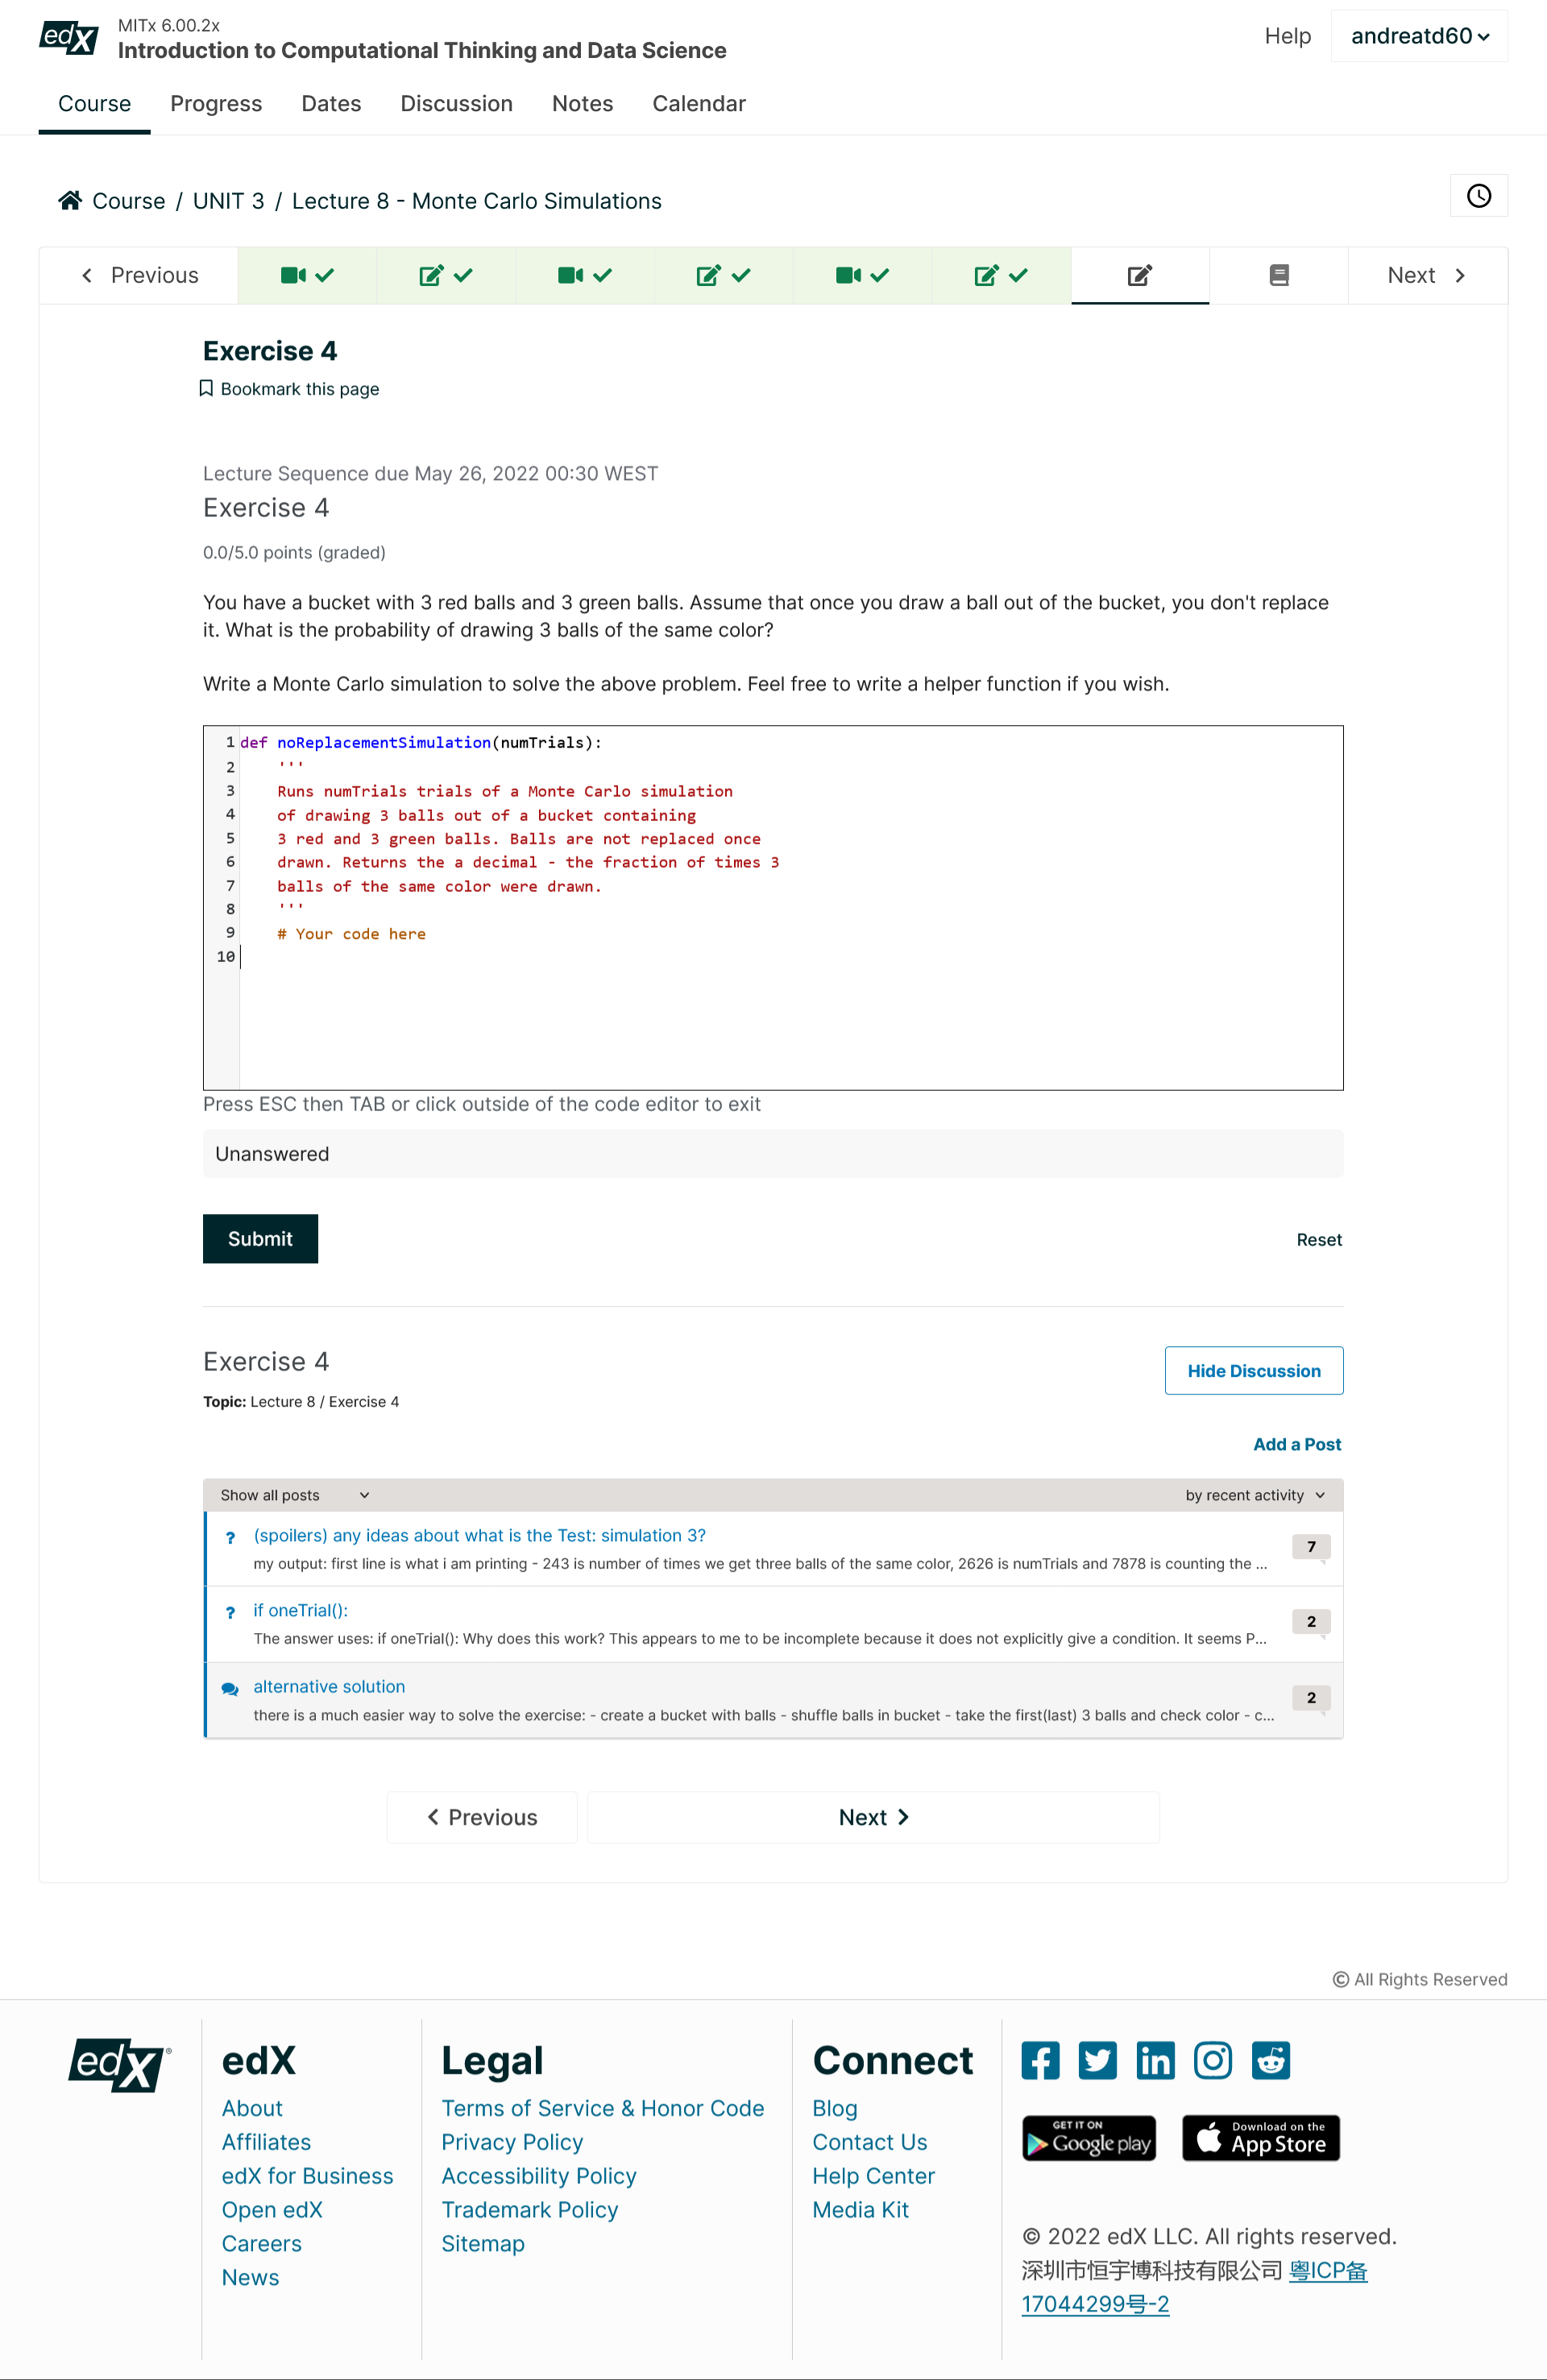 edX
MITx 6.00.2x
Introduction to Computational Thinking and Data Science
Help
andreatd60
Course
Progress
Dates
Discussion
Notes
Calendar
Course / UNIT 3 / Lecture 8 - Monte Carlo Simulations
Previous
Next
Exercise 4
Bookmark this page
Lecture Sequence due May 26, 2022 00:30 WEST
Exercise 4
0.0/5.0 points (graded)
You have a bucket with 3 red balls and 3 green balls. Assume that once you draw a ball out of the bucket, you don't replace
it. What is the probability of drawing 3 balls of the same color?
Write a Monte Carlo simulation to solve the above problem. Feel free to write a helper function if you wish.
1 def noReplacementSimulation(numTrials):
2     '''
3     Runs numTrials trials of a Monte Carlo simulation
4     of drawing 3 balls out of a bucket containing
5     3 red and 3 green balls. Balls are not replaced once
6     drawn. Returns the a decimal - the fraction of times 3
7     balls of the same color were drawn.
8     '''
9     # Your code here
10
Press ESC then TAB or click outside of the code editor to exit
Unanswered
Submit
Reset
Exercise 4
Hide Discussion
Topic: Lecture 8 / Exercise 4
Add a Post
Show all posts
by recent activity
? (spoilers) any ideas about what is the Test: simulation 3?
7
my output: first line is what i am printing - 243 is number of times we get three balls of the same color, 2626 is numTrials and 7878 is counting the ...
? if oneTrial():
2
The answer uses: if oneTrial(): Why does this work? This appears to me to be incomplete because it does not explicitly give a condition. It seems P...
alternative solution
2
there is a much easier way to solve the exercise: - create a bucket with balls - shuffle balls in bucket - take the first(last) 3 balls and check color - c...
Previous
Next
© All Rights Reserved
edX®
edX
About
Affiliates
edX for Business
Open edX
Careers
News
Legal
Terms of Service & Honor Code
Privacy Policy
Accessibility Policy
Trademark Policy
Sitemap
Connect
Blog
Contact Us
Help Center
Media Kit
GET IT ON
Google play
Download on the
App Store
© 2022 edX LLC. All rights reserved.
深圳市恒宇博科技有限公司 粤ICP备
17044299号-2